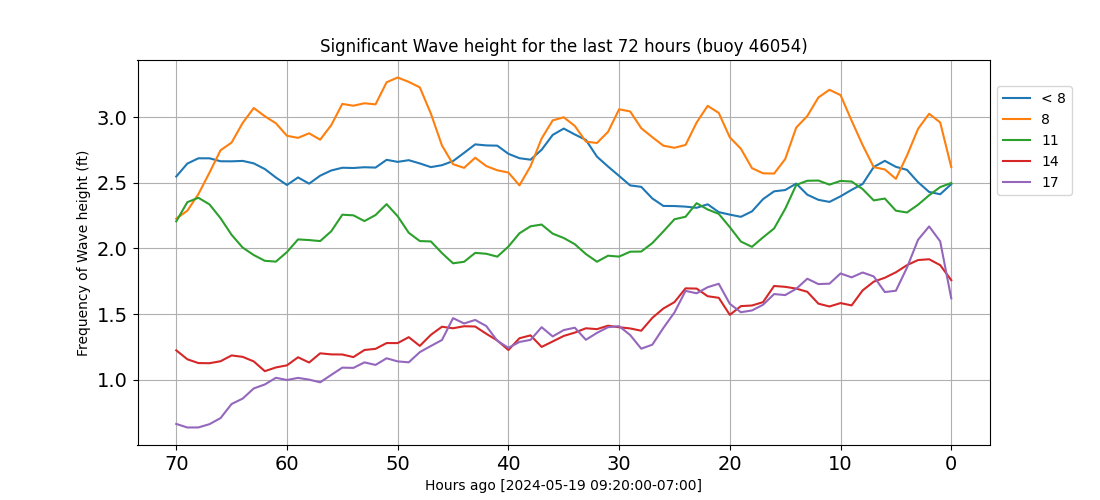 Significant Wave height for the last 72 hours (buoy 46054)
Frequency of Wave height (ft)
3.0
2.5
2.0
1.5
1.0
70 60 50 40 30 20 10 0
Hours ago [2024-05-19 09:20:00-07:00]
< 8
8
11
14
17